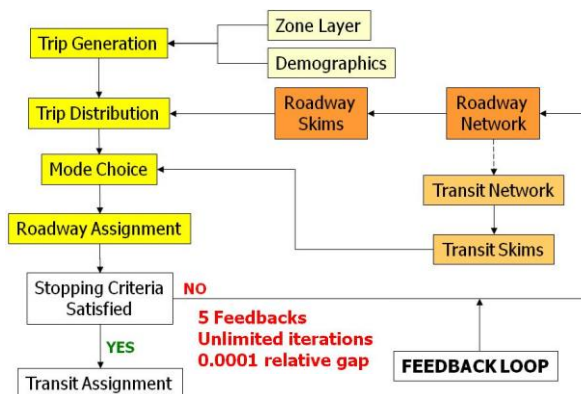 Zone Layer
Trip Generation
Demographics
Trip Distribution
Roadway
Skims
Roadway
Network
Mode Choice
Transit Network
Roadway Assignment
Transit Skims
Stopping Criteria
Satisfied
NO
5 Feedbacks
Unlimited iterations
0.0001 relative gap
YES
FEEDBACK LOOP
Transit Assignment